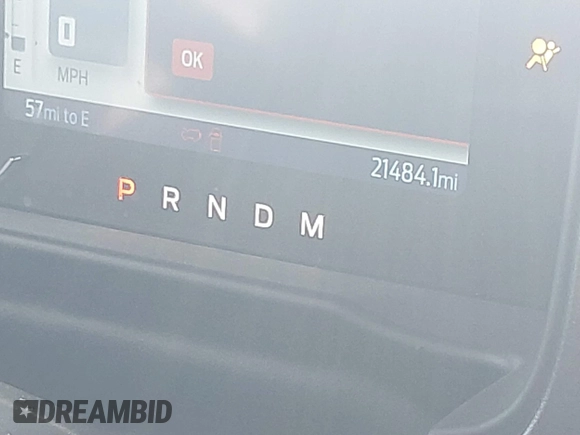 0
MPH
E
OK
57mi to E
21484.1mi
P R N D M
DREAMBID